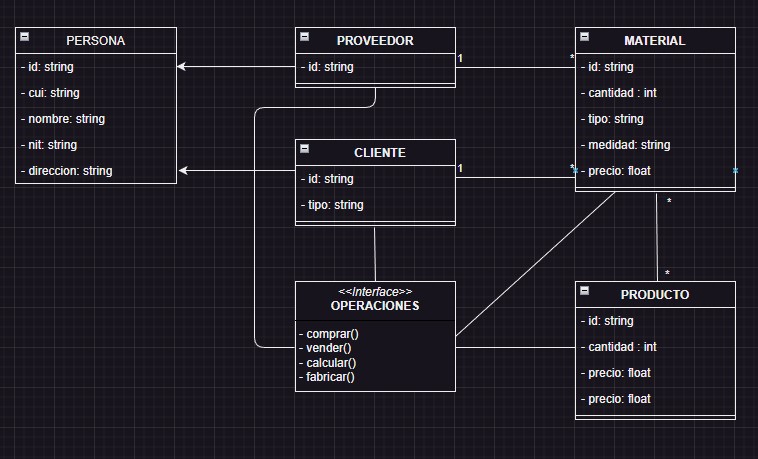 PERSONA
- id: string
- cui: string
- nombre: string
- nit: string
- direccion: string
PROVEEDOR
- id: string
1
*
MATERIAL
- id: string
- cantidad : int
- tipo: string
- medidad: string
- precio: float
CLIENTE
- id: string
- tipo: string
1
*
*
*
<<Interface>>
OPERACIONES
- comprar()
- vender()
- calcular()
- fabricar()
PRODUCTO
- id: string
- cantidad : int
- precio: float
- precio: float